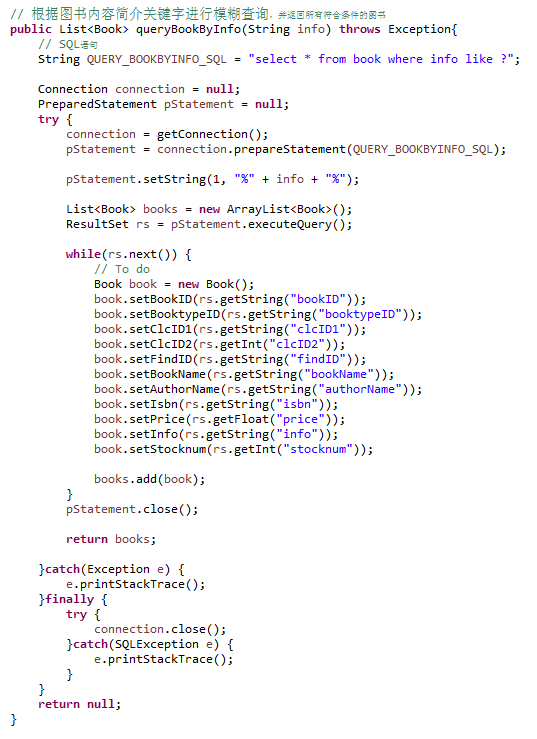 // 根据图书内容简介关键字进行模糊查询，并返回所有符合条件的图书
public List<Book> queryBookByInfo(String info) throws Exception{
    // SQL语句
    String QUERY_BOOKBYINFO_SQL = "select * from book where info like ?";

    Connection connection = null;
    PreparedStatement pStatement = null;
    try {
        connection = getConnection();
        pStatement = connection.prepareStatement(QUERY_BOOKBYINFO_SQL);

        pStatement.setString(1, "%" + info + "%");

        List<Book> books = new ArrayList<Book>();
        ResultSet rs = pStatement.executeQuery();

        while(rs.next()) {
            // To do
            Book book = new Book();
            book.setBookID(rs.getString("bookID"));
            book.setBooktypeID(rs.getString("booktypeID"));
            book.setClcID1(rs.getString("clcID1"));
            book.setClcID2(rs.getInt("clcID2"));
            book.setFindID(rs.getString("findID"));
            book.setBookName(rs.getString("bookName"));
            book.setAuthorName(rs.getString("authorName"));
            book.setIsbn(rs.getString("isbn"));
            book.setPrice(rs.getFloat("price"));
            book.setInfo(rs.getString("info"));
            book.setStocknum(rs.getInt("stocknum"));

            books.add(book);
        }
        pStatement.close();

        return books;

    }catch(Exception e) {
        e.printStackTrace();
    }finally {
        try {
            connection.close();
        }catch(SQLException e) {
            e.printStackTrace();
        }
    }
    return null;
}